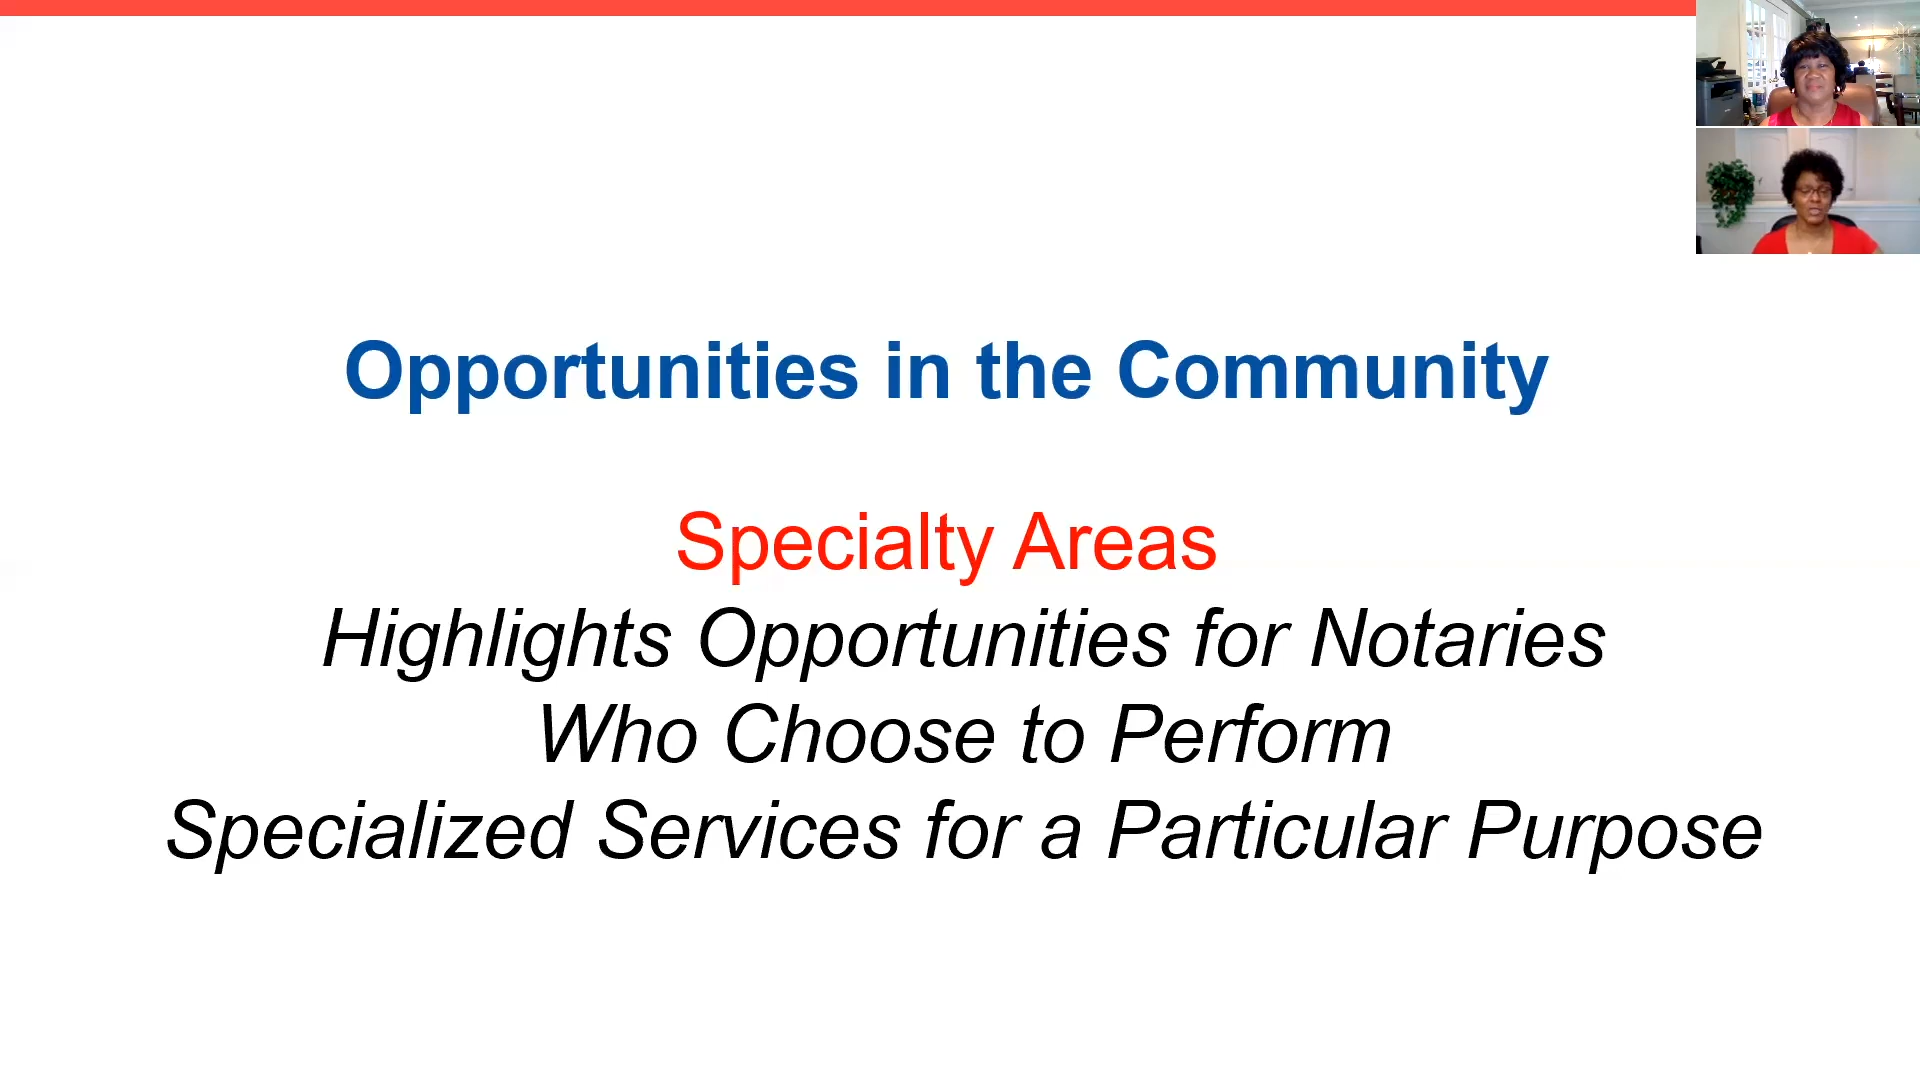 Opportunities in the Community
Specialty Areas
Highlights Opportunities for Notaries
Who Choose to Perform
Specialized Services for a Particular Purpose